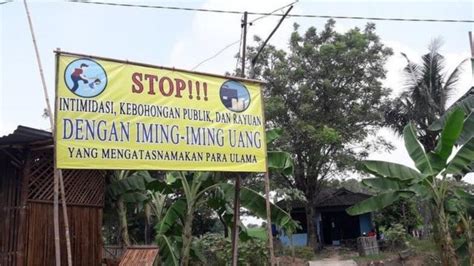 STOP!!!
INTIMIDASI, KEBOHONGAN PUBLIK, DAN RAYUAN
DENGAN IMING-IMING UANG
YANG MENGATASNAMAKAN PARA ULAMA